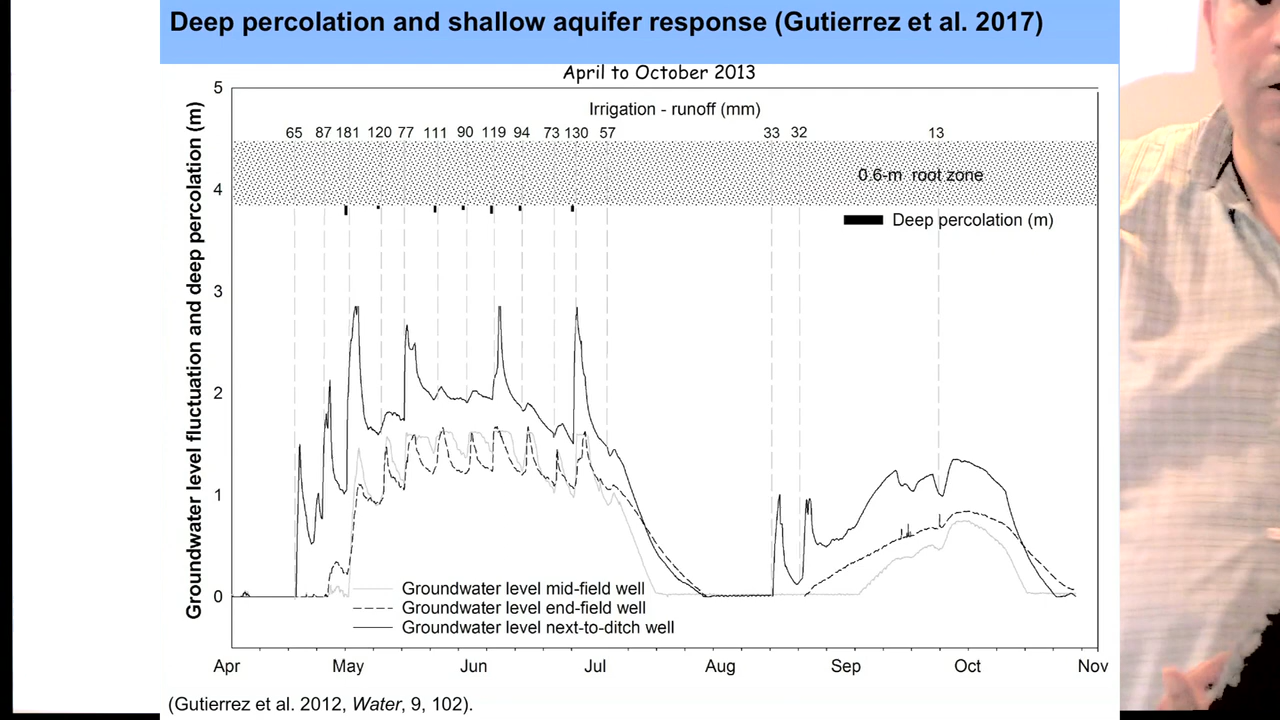 Deep percolation and shallow aquifer response (Gutierrez et al. 2017)
April to October 2013
Irrigation - runoff (mm)
65 87 181 120 77 111 90 119 94 73 130 57 33 32 13
0.6-m root zone
Deep percolation (m)
Groundwater level fluctuation and deep percolation (m)
5
4
3
2
1
0
Groundwater level mid-field well
Groundwater level end-field well
Groundwater level next-to-ditch well
Apr May Jun Jul Aug Sep Oct Nov
(Gutierrez et al. 2012, Water, 9, 102).